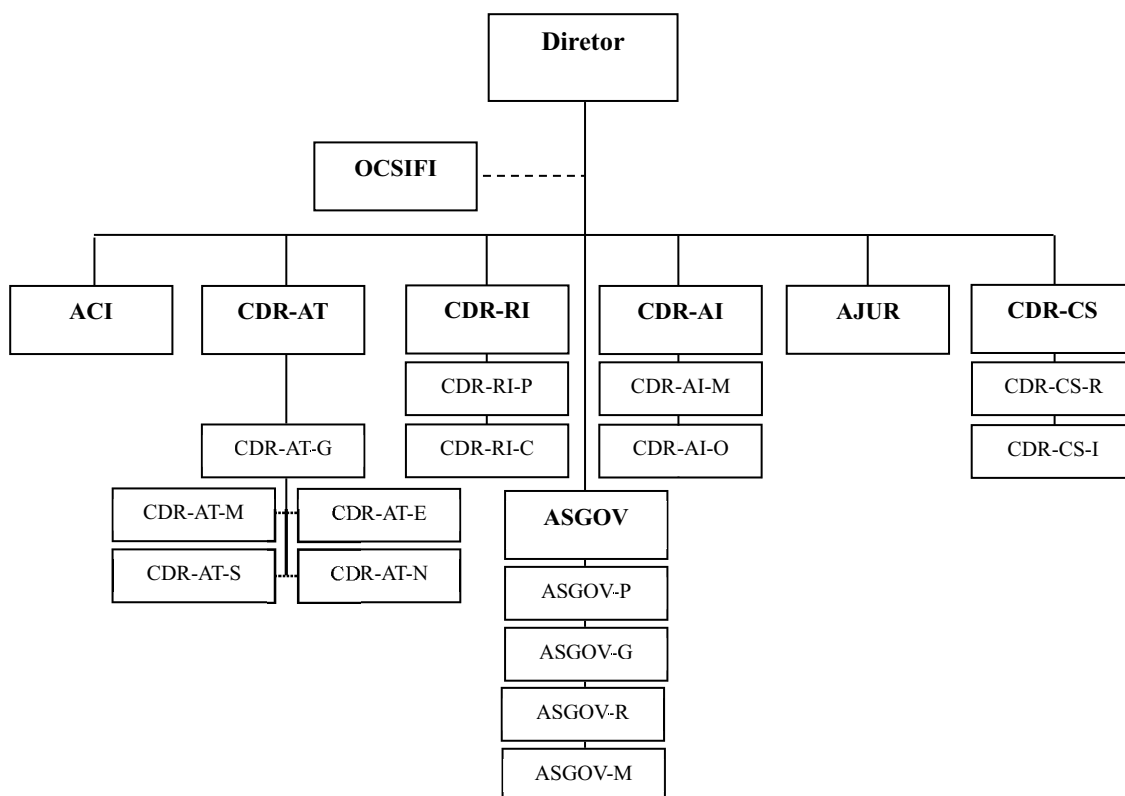 Diretor
OCSIFI
ACI
CDR-AT
CDR-RI
CDR-AI
AJUR
CDR-CS
CDR-RI-P
CDR-AI-M
CDR-CS-R
CDR-AT-G
CDR-RI-C
CDR-AI-O
CDR-CS-I
CDR-AT-M
CDR-AT-E
ASGOV
CDR-AT-S
CDR-AT-N
ASGOV-P
ASGOV-G
ASGOV-R
ASGOV-M